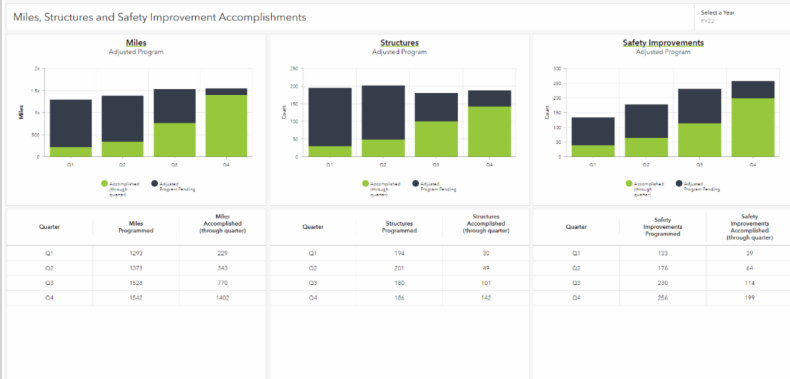 Miles, Structures and Safety Improvement Accomplishments
Select a Year
FY22
Miles
Adjusted Program
2k
1.5k
1k
500
0
Miles
Q1 Q2 Q3 Q4
Accomplished (through quarter)
Adjusted Program Pending
Structures
Adjusted Program
250
200
150
100
50
0
Count
Q1 Q2 Q3 Q4
Accomplished (through quarter)
Adjusted Program Pending
Safety Improvements
Adjusted Program
300
250
200
150
100
50
0
Count
Q1 Q2 Q3 Q4
Accomplished (through quarter)
Adjusted Program Pending
Quarter Miles Programmed Miles Accomplished (through quarter)
Q1 1293 229
Q2 1371 343
Q3 1528 770
Q4 1542 1402
Quarter Structures Programmed Structures Accomplished (through quarter)
Q1 194 30
Q2 201 49
Q3 180 101
Q4 186 142
Quarter Safety Improvements Programmed Safety Improvements Accomplished (through quarter)
Q1 133 39
Q2 176 64
Q3 230 114
Q4 256 199